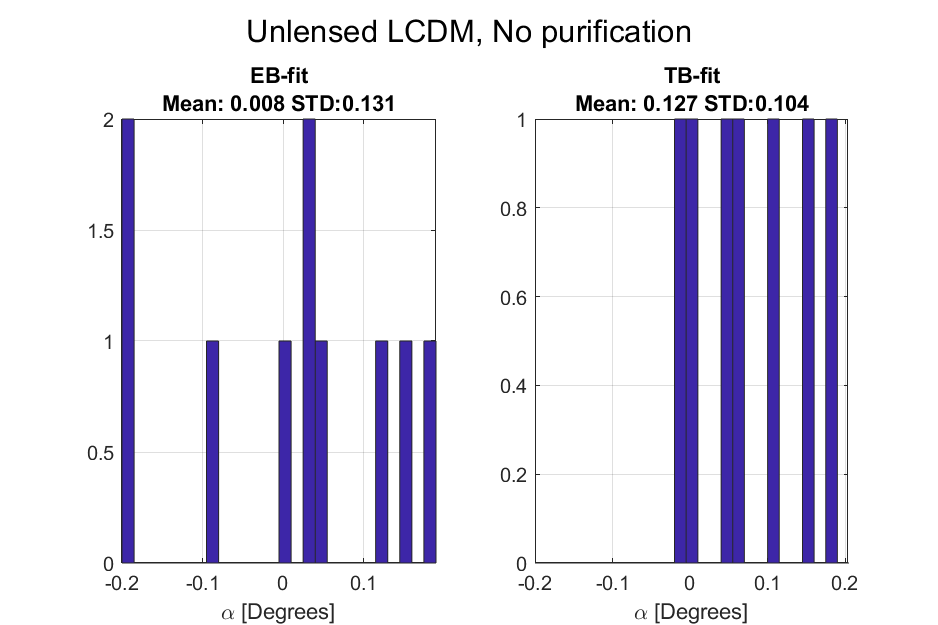 Unlensed LCDM, No purification
EB-fit
Mean: 0.008 STD:0.131
2
1.5
1
0.5
0
-0.2 -0.1 0 0.1
α [Degrees]
TB-fit
Mean: 0.127 STD:0.104
1
0.8
0.6
0.4
0.2
0
-0.2 -0.1 0 0.1 0.2
α [Degrees]